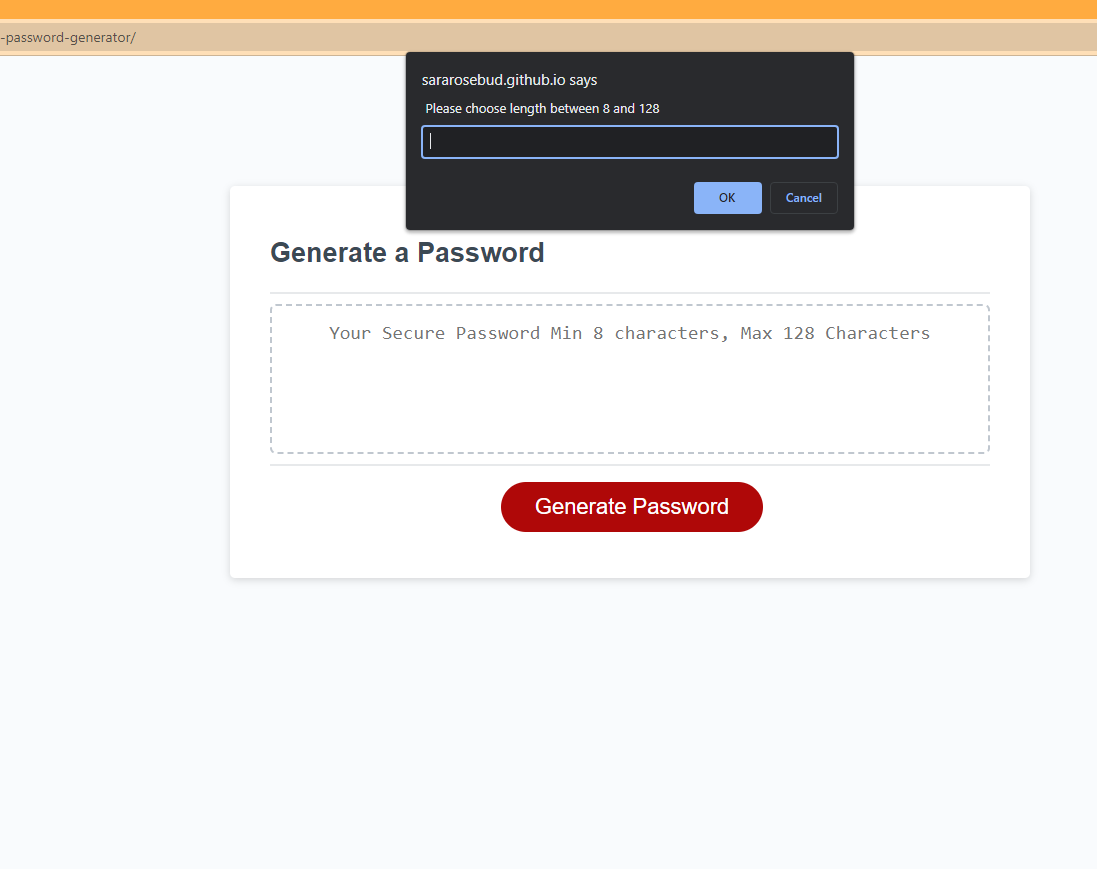 -password-generator/
sararosebud.github.io says
Please choose length between 8 and 128
OK
Cancel
Generate a Password
Your Secure Password Min 8 characters, Max 128 Characters
Generate Password